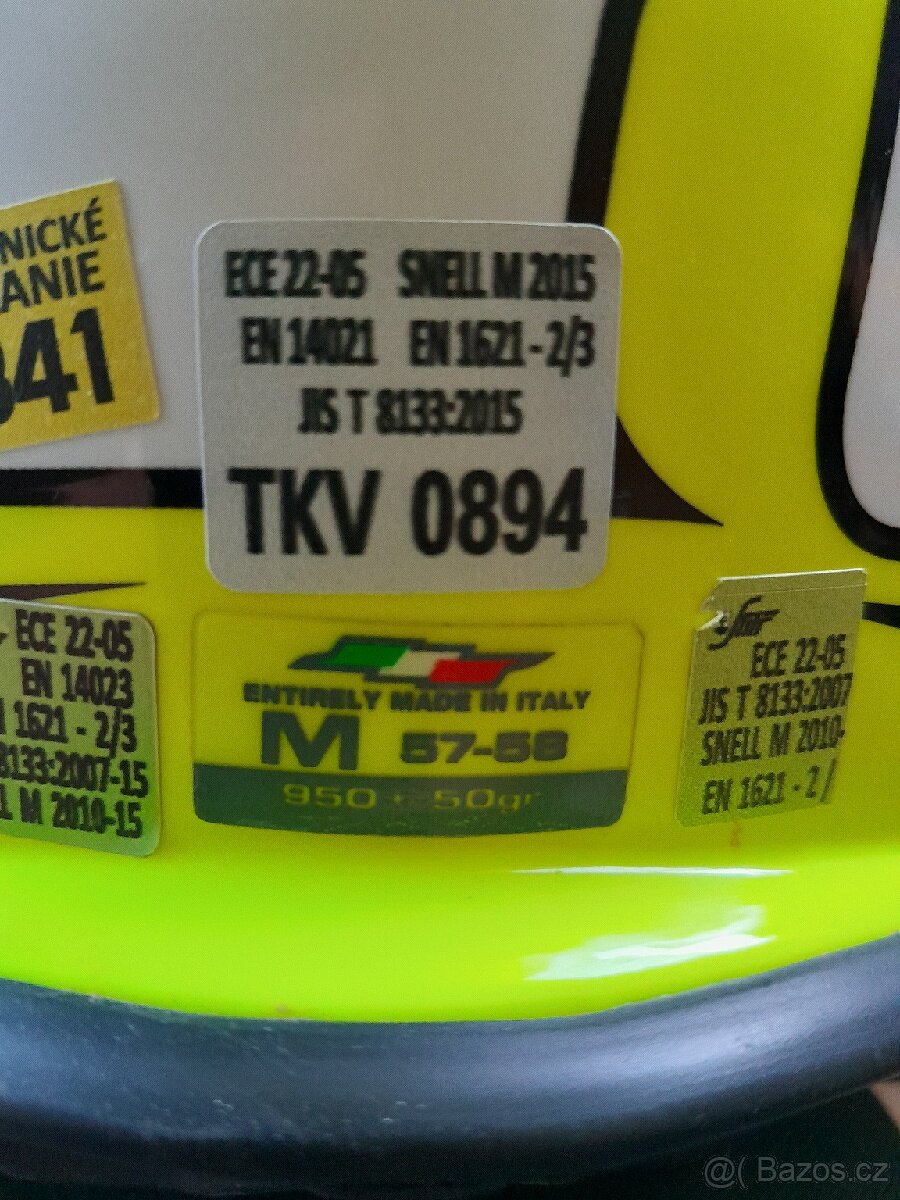 NICKÉ
ANIE
341
ECE 22-05 SNELL M 2015
EN 14021 EN 1621 - 2/3
JIS T 8133:2015
TKV 0894
ECE 22-05
EN 14023
1621 - 2/3
8133:2007-15
M 2010-15
ENTIRELY MADE IN ITALY
M 57-58
950 50gr
ECE 22-05
JIS T 8133:2007
SNELL M 2010-
EN 1621 - 2/
@( Bazos.cz